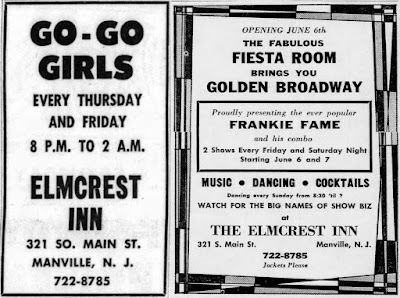 GO-GO
GIRLS
EVERY THURSDAY
AND FRIDAY
8 P.M. TO 2 A.M.
ELMCREST
INN
321 SO. MAIN ST.
MANVILLE, N. J.
722-8785
OPENING JUNE 6th
THE FABULOUS
FIESTA ROOM
BRINGS YOU
GOLDEN BROADWAY
Proudly presenting the ever popular
FRANKIE FAME
and his combo
2 Shows Every Friday and Saturday Night
Starting June 6 and 7
MUSIC • DANCING • COCKTAILS
Dancing every Sunday from 8:30 'til ?
WATCH FOR THE BIG NAMES OF SHOW BIZ
at
THE ELMCREST INN
321 S. Main St. Manville, N. J.
722-8785
Jackets Please